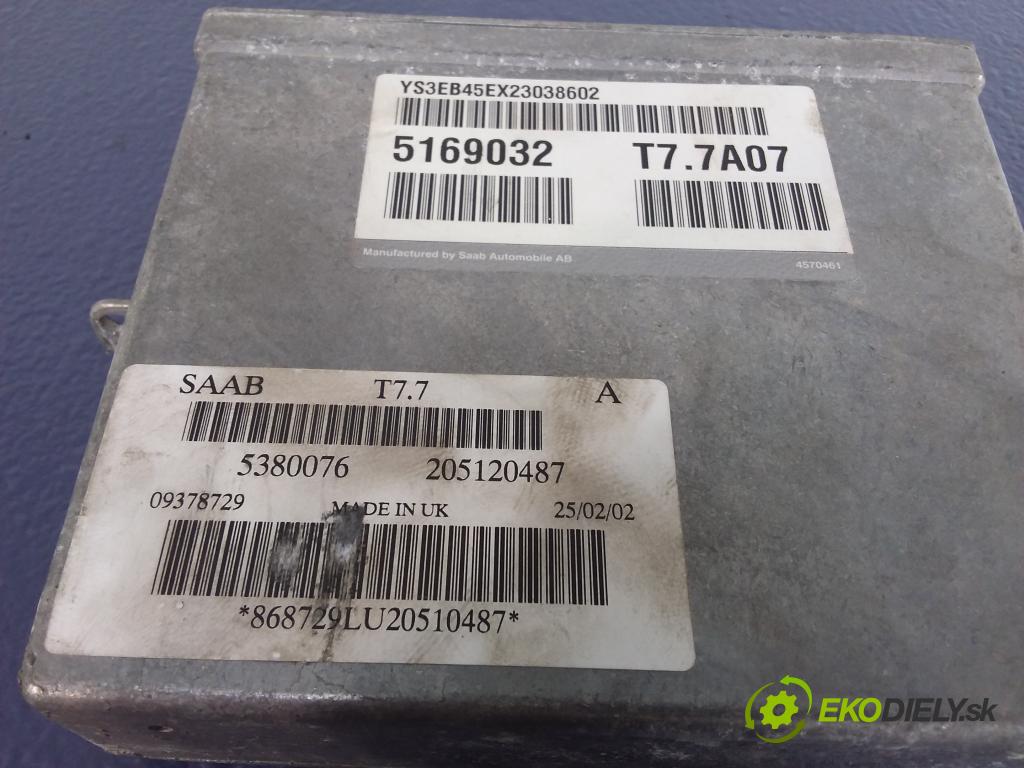 YS3EB45EX23038602
5169032 T7.7A07
Manufactured by Saab Automobile AB 4570461
SAAB T7.7 A
5380076 205120487
09378729 MADE IN UK 25/02/02
*868729LU20510487*
EKODIELY.sk